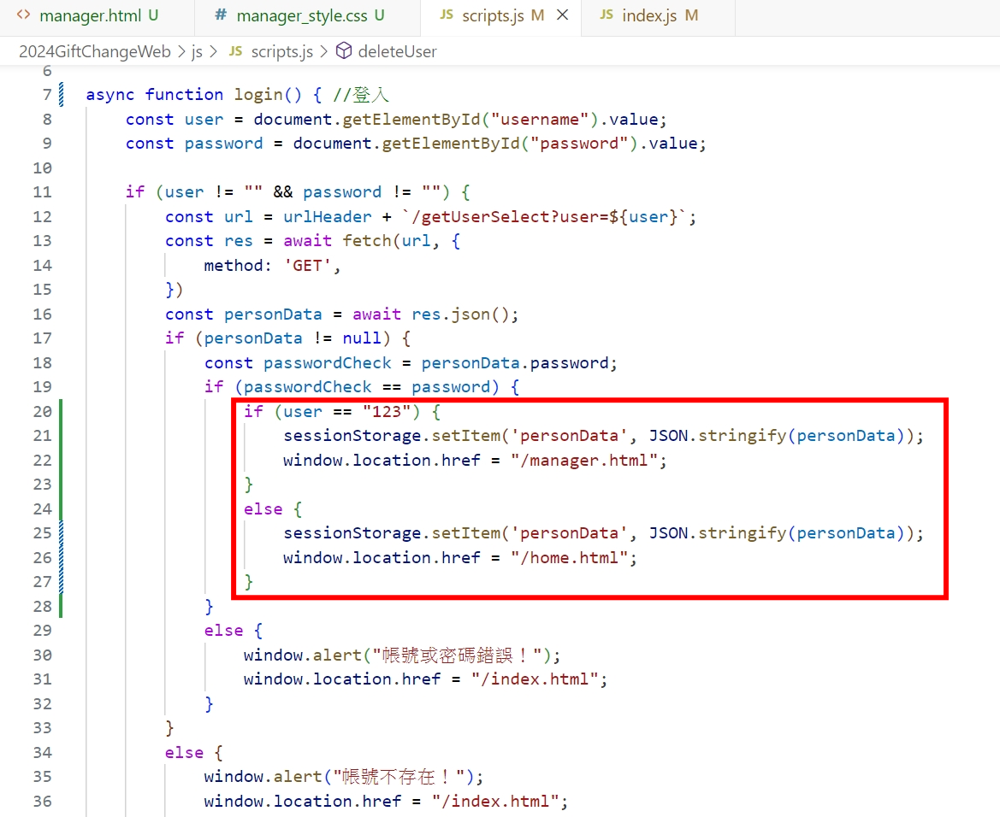 <> manager.html U # manager_style.css U JS scripts.js M × JS index.js M
2024GiftChangeWeb > js > JS scripts.js > deleteUser
6
7 async function login() { //登入
8 const user = document.getElementById("username").value;
9 const password = document.getElementById("password").value;
10
11 if (user != "" && password != "") {
12 const url = urlHeader + `/getUserSelect?user=${user}`;
13 const res = await fetch(url, {
14 method: 'GET',
15 })
16 const personData = await res.json();
17 if (personData != null) {
18 const passwordCheck = personData.password;
19 if (passwordCheck == password) {
20 if (user == "123") {
21 sessionStorage.setItem('personData', JSON.stringify(personData));
22 window.location.href = "/manager.html";
23 }
24 else {
25 sessionStorage.setItem('personData', JSON.stringify(personData));
26 window.location.href = "/home.html";
27 }
28 }
29 else {
30 window.alert("帳號或密碼錯誤！");
31 window.location.href = "/index.html";
32 }
33 }
34 else {
35 window.alert("帳號不存在！");
36 window.location.href = "/index.html";